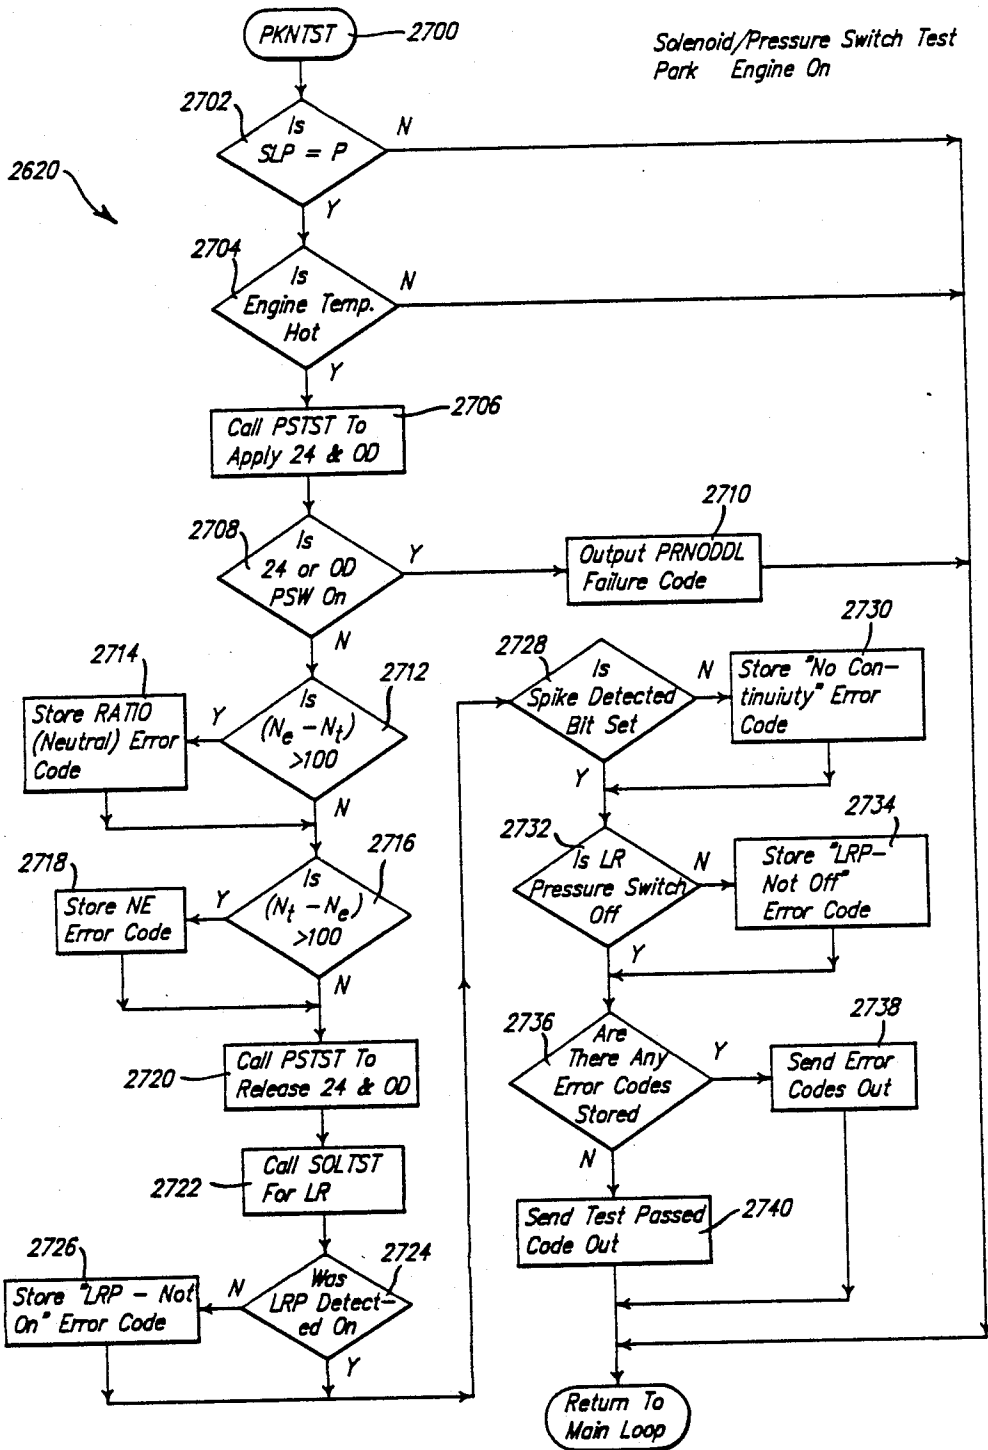 PKNTST
2700
Solenoid/Pressure Switch Test
Park Engine On
2702
Is
SLP = P
N
Y
2620
2704
Is
Engine Temp.
Hot
N
Y
2706
Call PSTST To
Apply 24 & OD
2708
Is
24 or OD
PSW On
Y
N
2710
Output PRNODDL
Failure Code
2712
Is
(Ne - Nt)
>100
Y
N
2714
Store RATIO
(Neutral) Error
Code
2716
Is
(Nt - Ne)
>100
Y
N
2718
Store NE
Error Code
2720
Call PSTST To
Release 24 & OD
2722
Call SOLTST
For LR
2724
Was
LRP Detect-
ed On
N
Y
2726
Store "LRP - Not
On" Error Code
2728
Is
Spike Detected
Bit Set
N
Y
2730
Store "No Con-
tinuiuty" Error
Code
2732
Is LR
Pressure Switch
Off
N
Y
2734
Store "LRP-
Not Off"
Error Code
2736
Are
There Any
Error Codes
Stored
Y
N
2738
Send Error
Codes Out
2740
Send Test Passed
Code Out
Return To
Main Loop